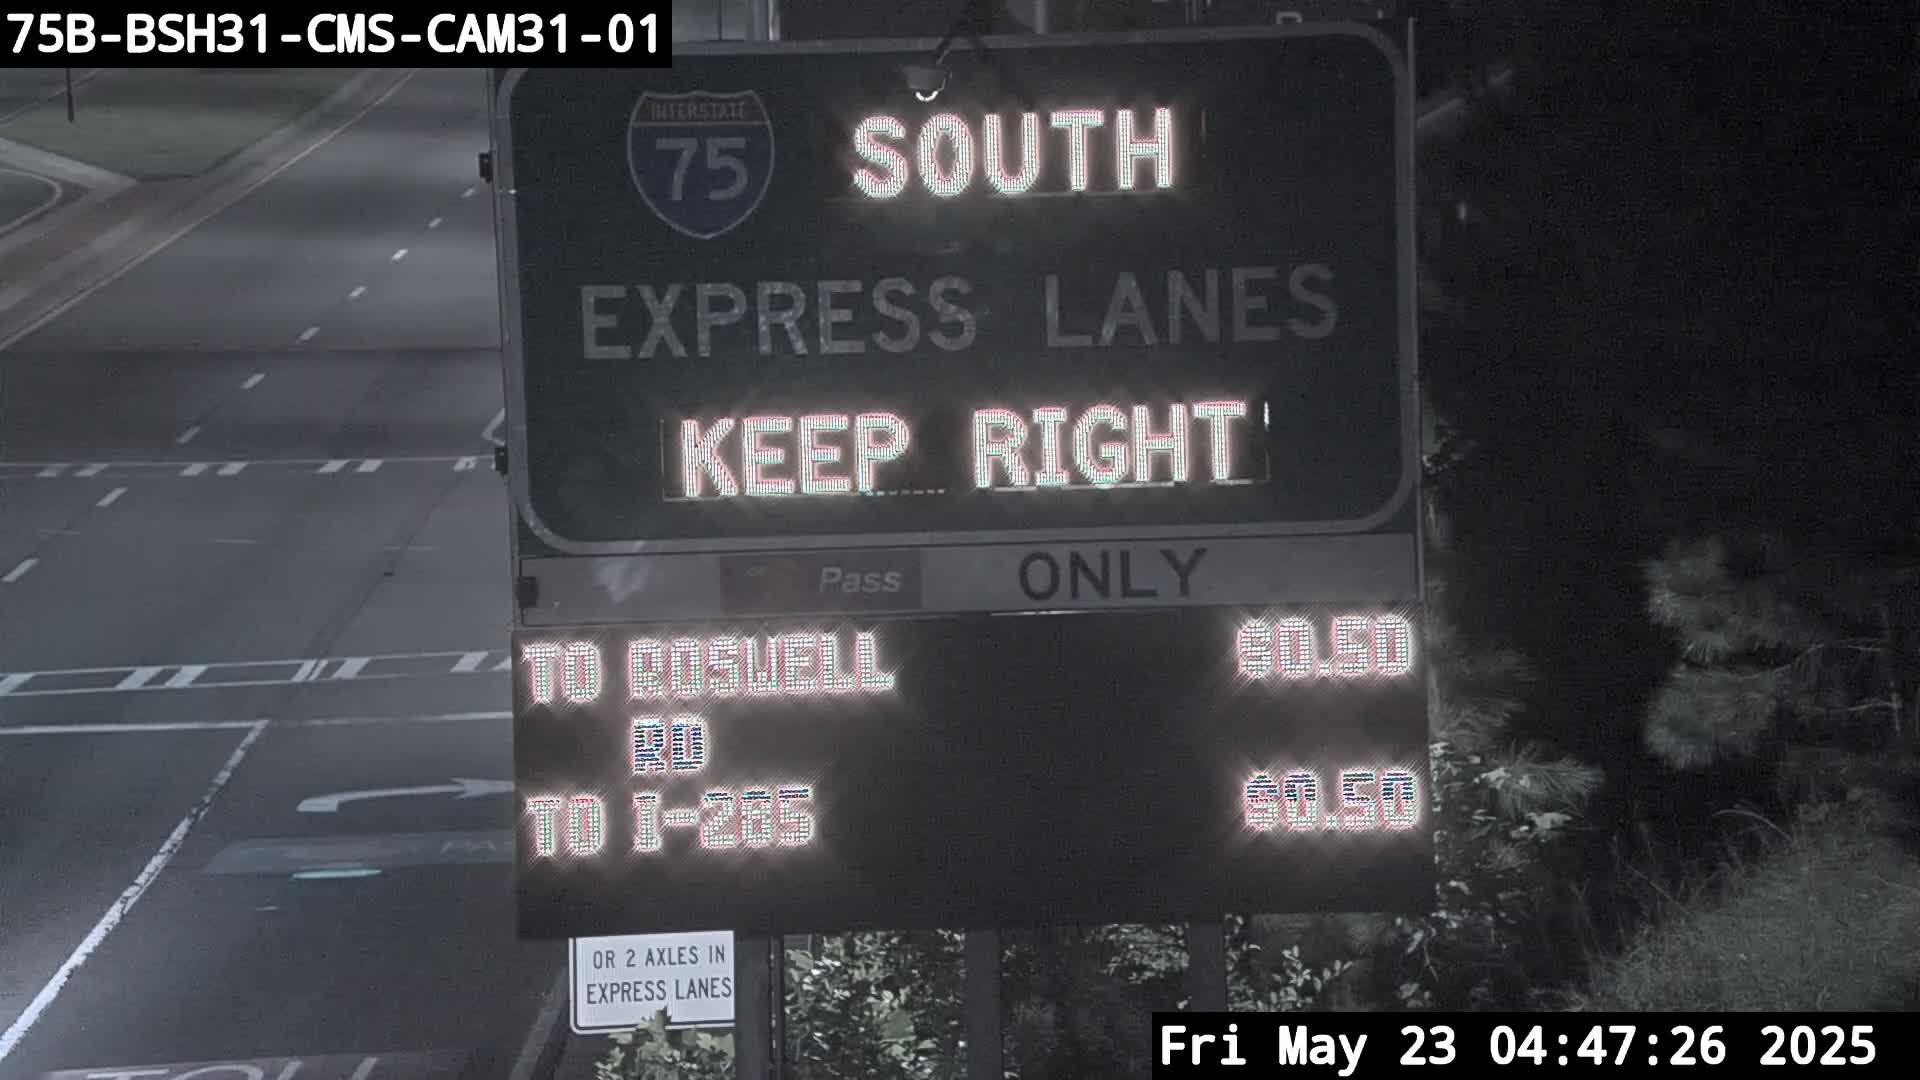 75B-BSH31-CMS-CAM31-01
INTERSTATE
75
SOUTH
EXPRESS LANES
KEEP RIGHT
Pass ONLY
TO ROSWELL $0.50
RD
TO I-285 $0.50
OR 2 AXLES IN
EXPRESS LANES
TOLL
Fri May 23 04:47:26 2025